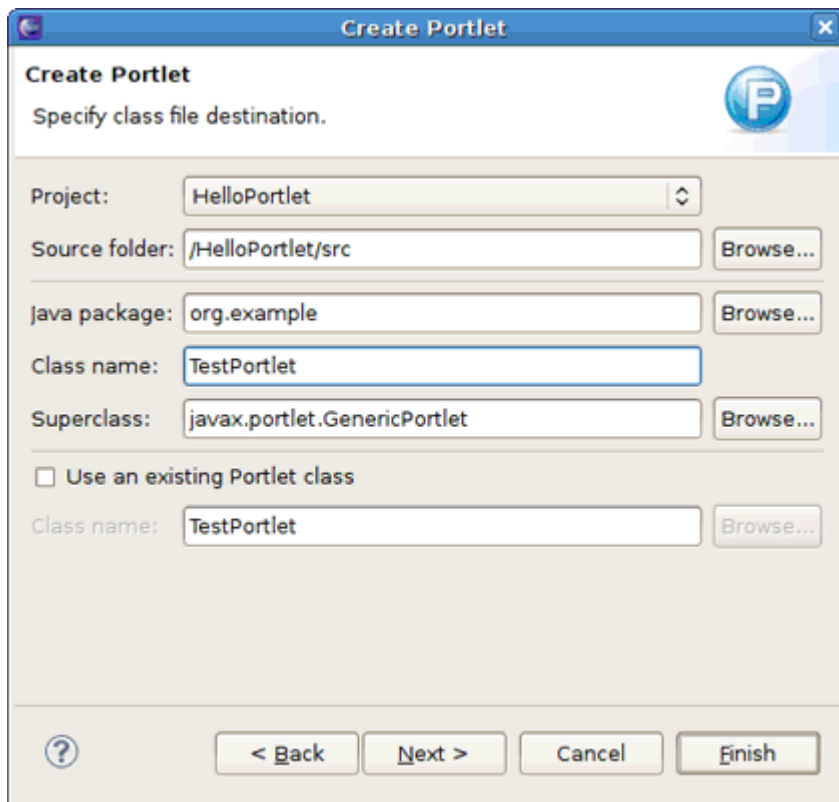 Create Portlet
Create Portlet
Specify class file destination.
P
Project: HelloPortlet
Source folder: /HelloPortlet/src Browse...
Java package: org.example Browse...
Class name: TestPortlet
Superclass: javax.portlet.GenericPortlet Browse...
Use an existing Portlet class
Class name: TestPortlet Browse...
? < Back Next > Cancel Finish